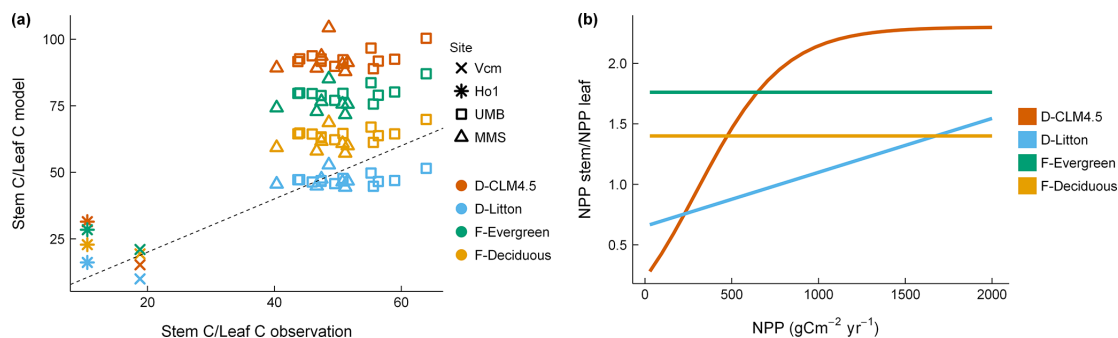 (a)
100
75
50
25
20
40
60
Stem C/Leaf C model
Stem C/Leaf C observation
Site
Vcm
Ho1
UMB
MMS
D-CLM4.5
D-Litton
F-Evergreen
F-Deciduous
(b)
2.0
1.5
1.0
0.5
0
500
1000
1500
2000
NPP stem/NPP leaf
NPP (gCm⁻² yr⁻¹)
D-CLM4.5
D-Litton
F-Evergreen
F-Deciduous